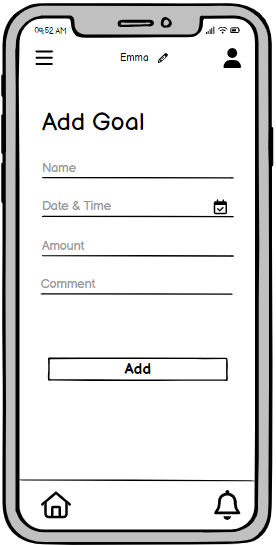 09:52 AM
Emma
Add Goal
Name
Date & Time
Amount
Comment
Add